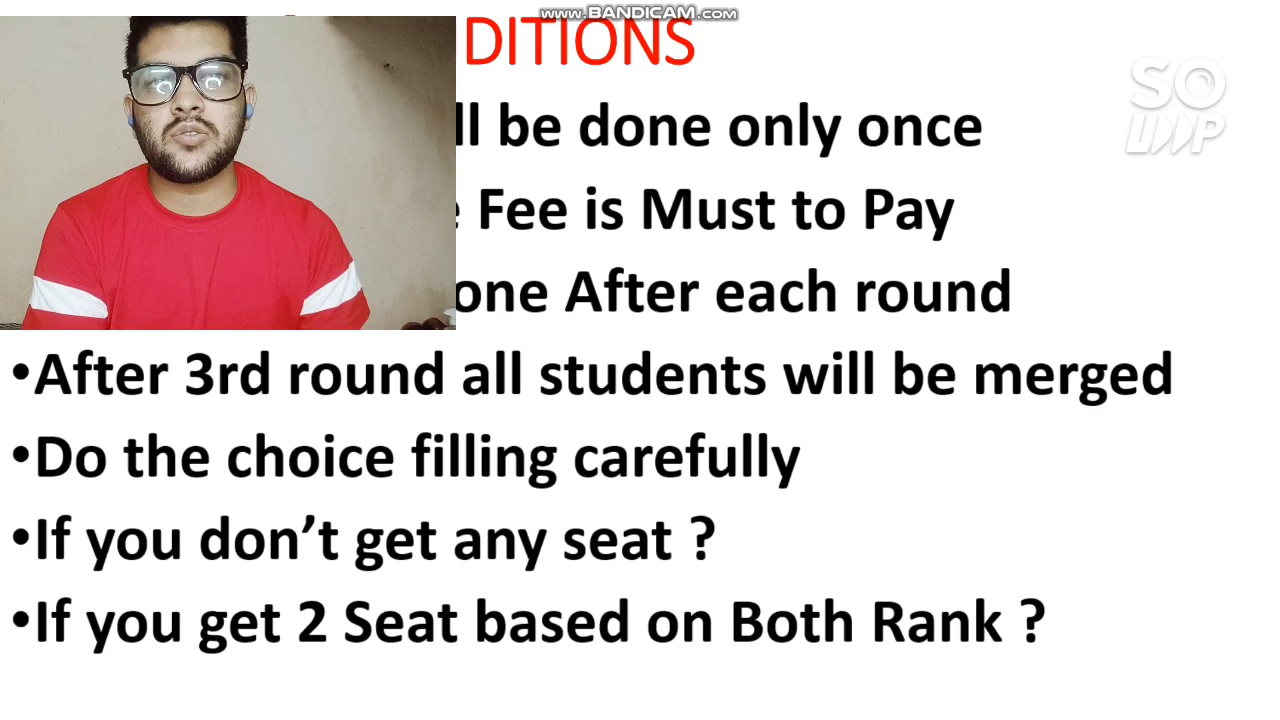 www.BANDICAM.com
DITIONS
SOLOOP
ll be done only once
Fee is Must to Pay
one After each round
•After 3rd round all students will be merged
•Do the choice filling carefully
•If you don’t get any seat ?
•If you get 2 Seat based on Both Rank ?